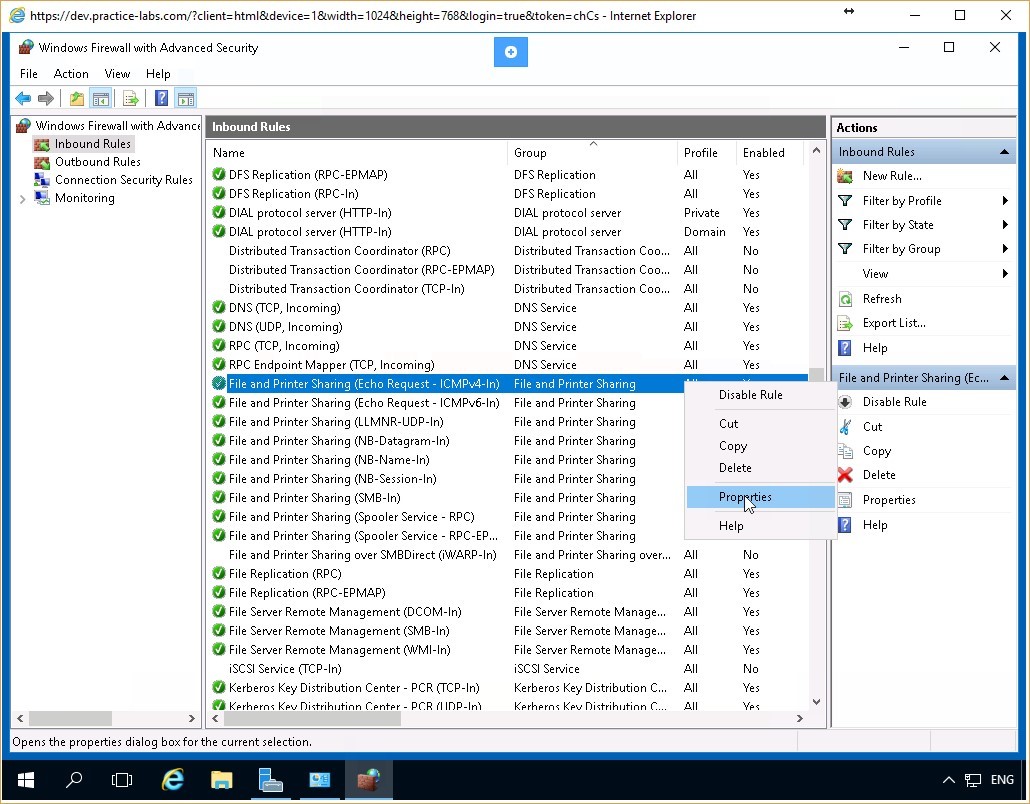 https://dev.practice-labs.com/?client=html&device=1&width=1024&height=768&login=true&token=chCs - Internet Explorer
Windows Firewall with Advanced Security
File Action View Help
Windows Firewall with Advance
Inbound Rules
Outbound Rules
Connection Security Rules
Monitoring
Inbound Rules
Name Group Profile Enabled
DFS Replication (RPC-EPMAP) DFS Replication All Yes
DFS Replication (RPC-In) DFS Replication All Yes
DIAL protocol server (HTTP-In) DIAL protocol server Private Yes
DIAL protocol server (HTTP-In) DIAL protocol server Domain Yes
Distributed Transaction Coordinator (RPC) Distributed Transaction Coo... All No
Distributed Transaction Coordinator (RPC-EPMAP) Distributed Transaction Coo... All No
Distributed Transaction Coordinator (TCP-In) Distributed Transaction Coo... All No
DNS (TCP, Incoming) DNS Service All Yes
DNS (UDP, Incoming) DNS Service All Yes
RPC (TCP, Incoming) DNS Service All Yes
RPC Endpoint Mapper (TCP, Incoming) DNS Service All Yes
File and Printer Sharing (Echo Request - ICMPv4-In) File and Printer Sharing
File and Printer Sharing (Echo Request - ICMPv6-In) File and Printer Sharing
File and Printer Sharing (LLMNR-UDP-In) File and Printer Sharing
File and Printer Sharing (NB-Datagram-In) File and Printer Sharing
File and Printer Sharing (NB-Name-In) File and Printer Sharing
File and Printer Sharing (NB-Session-In) File and Printer Sharing
File and Printer Sharing (SMB-In) File and Printer Sharing
File and Printer Sharing (Spooler Service - RPC) File and Printer Sharing
File and Printer Sharing (Spooler Service - RPC-EP... File and Printer Sharing
File and Printer Sharing over SMBDirect (iWARP-In) File and Printer Sharing over... All No
File Replication (RPC) File Replication All Yes
File Replication (RPC-EPMAP) File Replication All Yes
File Server Remote Management (DCOM-In) File Server Remote Manage... All Yes
File Server Remote Management (SMB-In) File Server Remote Manage... All Yes
File Server Remote Management (WMI-In) File Server Remote Manage... All Yes
iSCSI Service (TCP-In) iSCSI Service All No
Kerberos Key Distribution Center - PCR (TCP-In) Kerberos Key Distribution C... All Yes
Kerberos Key Distribution Center - PCR (UDP-In) Kerberos Key Distribution C... All Yes
Disable Rule
Cut
Copy
Delete
Properties
Help
Actions
Inbound Rules
New Rule...
Filter by Profile
Filter by State
Filter by Group
View
Refresh
Export List...
Help
File and Printer Sharing (Ec...
Disable Rule
Cut
Copy
Delete
Properties
Help
Opens the properties dialog box for the current selection.
ENG